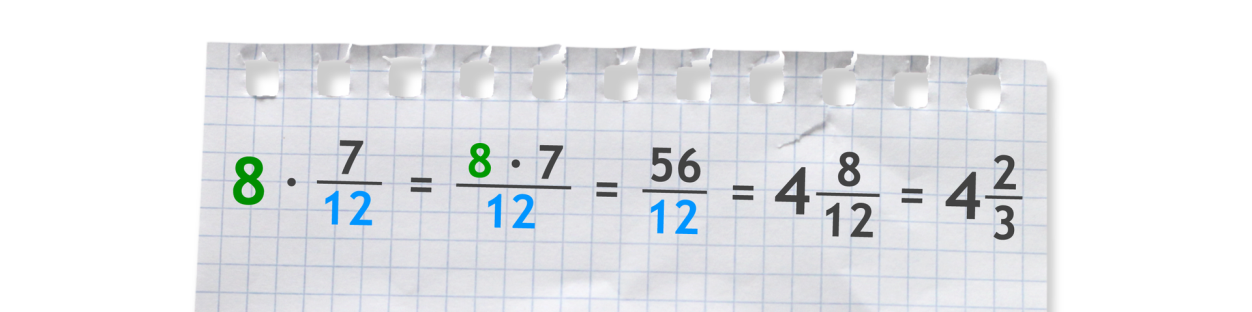 8 · 7/12 = 8 · 7/12 = 56/12 = 4 8/12 = 4 2/3